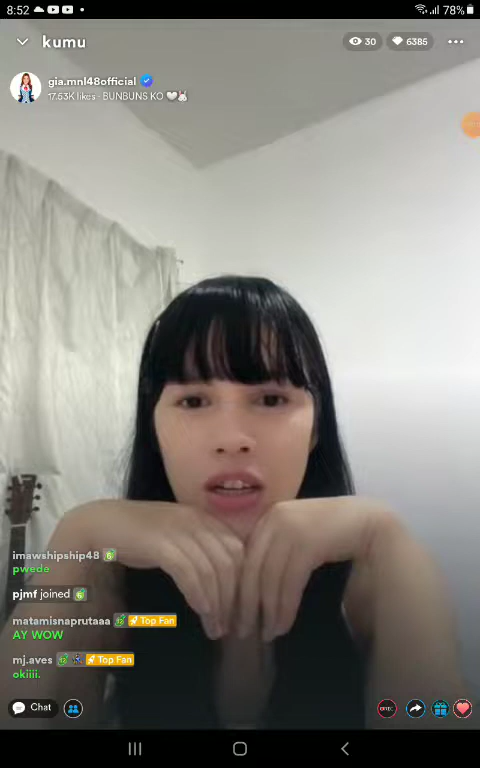 8:52
78%
kumu
30
6385
gia.mnl48official
17.53K likes · BUNBUNS KO
imawshipship48
pwede
pjmf joined
matamisnaprutaaa Top Fan
AY WOW
mj.aves Top Fan
okiiii.
Chat